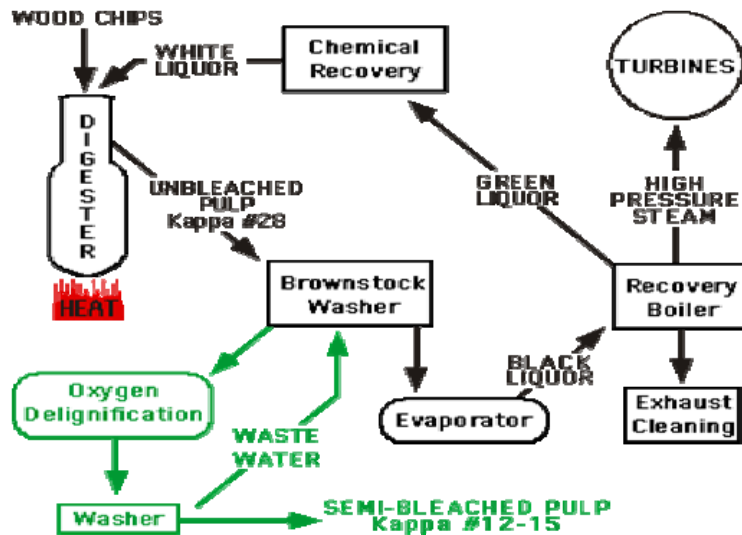 WOOD CHIPS
WHITE
LIQUOR
Chemical
Recovery
TURBINES
DIGESTER
UNBLEACHED
PULP
Kappa #28
GREEN
LIQUOR
HIGH
PRESSURE
STEAM
HEAT
Brownstock
Washer
Recovery
Boiler
BLACK
LIQUOR
Oxygen
Delignification
WASTE
WATER
Evaporator
Exhaust
Cleaning
Washer
SEMI-BLEACHED PULP
Kappa #12-15